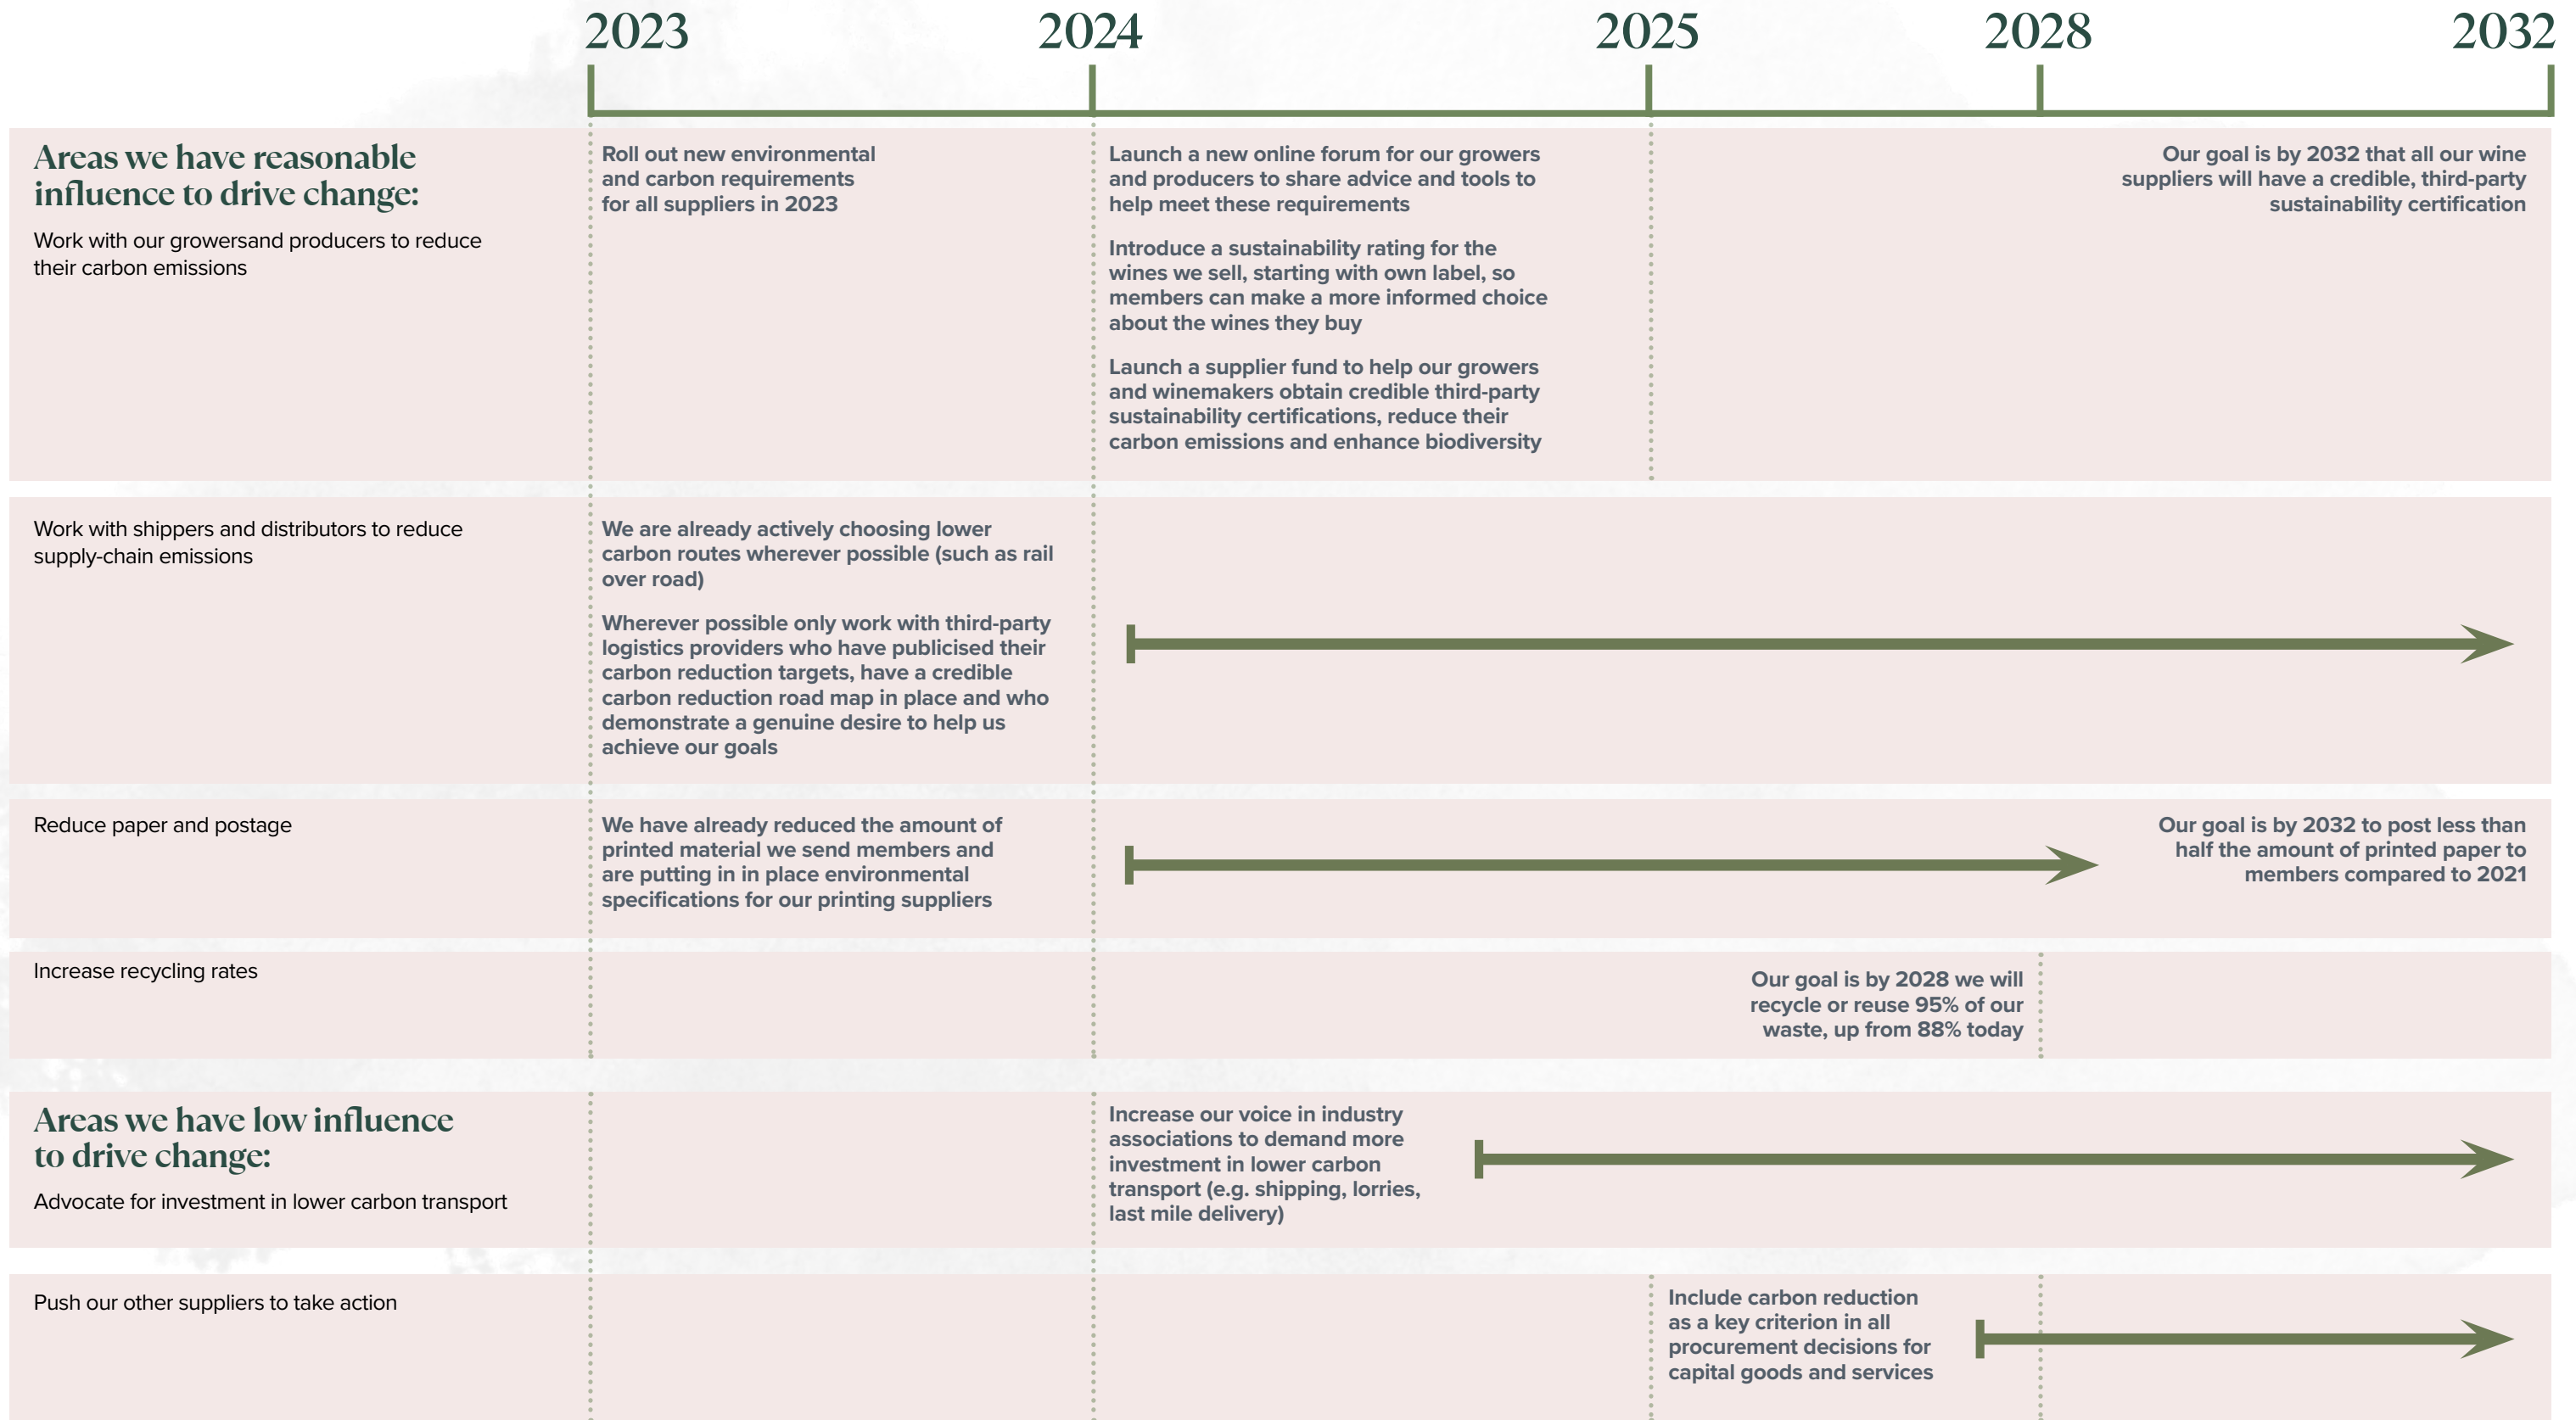 2023
2024
2025
2028
2032
Areas we have reasonable
influence to drive change:
Work with our growersand producers to reduce
their carbon emissions
Roll out new environmental
and carbon requirements
for all suppliers in 2023
Launch a new online forum for our growers
and producers to share advice and tools to
help meet these requirements
Introduce a sustainability rating for the
wines we sell, starting with own label, so
members can make a more informed choice
about the wines they buy
Launch a supplier fund to help our growers
and winemakers obtain credible third-party
sustainability certifications, reduce their
carbon emissions and enhance biodiversity
Our goal is by 2032 that all our wine
suppliers will have a credible, third-party
sustainability certification
Work with shippers and distributors to reduce
supply-chain emissions
We are already actively choosing lower
carbon routes wherever possible (such as rail
over road)
Wherever possible only work with third-party
logistics providers who have publicised their
carbon reduction targets, have a credible
carbon reduction road map in place and who
demonstrate a genuine desire to help us
achieve our goals
Reduce paper and postage
We have already reduced the amount of
printed material we send members and
are putting in in place environmental
specifications for our printing suppliers
Our goal is by 2032 to post less than
half the amount of printed paper to
members compared to 2021
Increase recycling rates
Our goal is by 2028 we will
recycle or reuse 95% of our
waste, up from 88% today
Areas we have low influence
to drive change:
Advocate for investment in lower carbon transport
Increase our voice in industry
associations to demand more
investment in lower carbon
transport (e.g. shipping, lorries,
last mile delivery)
Push our other suppliers to take action
Include carbon reduction
as a key criterion in all
procurement decisions for
capital goods and services